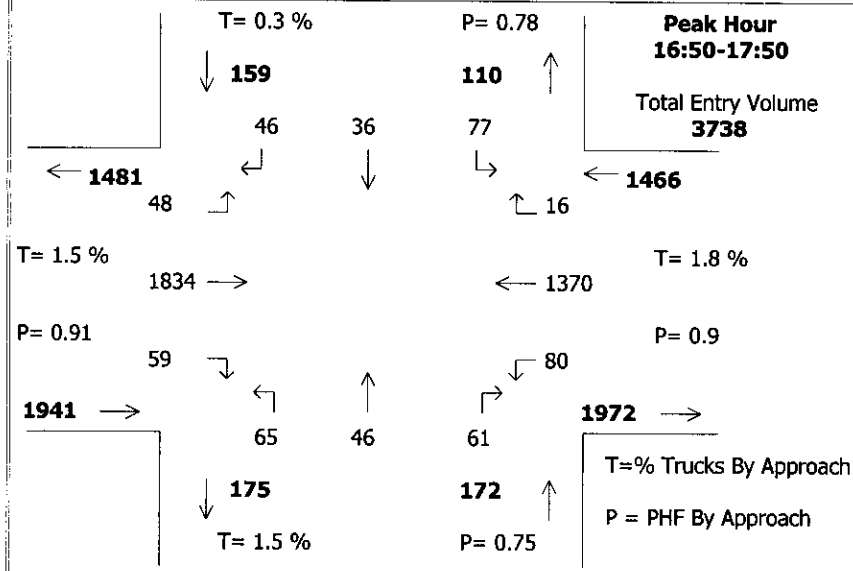 T= 0.3 %
P= 0.78
Peak Hour
16:50-17:50
159
110
Total Entry Volume
3738
46
36
77
1481
1466
48
16
T= 1.5 %
T= 1.8 %
1834
1370
P= 0.91
P= 0.9
59
80
1941
1972
65
46
61
T=% Trucks By Approach
175
172
P = PHF By Approach
T= 1.5 %
P= 0.75